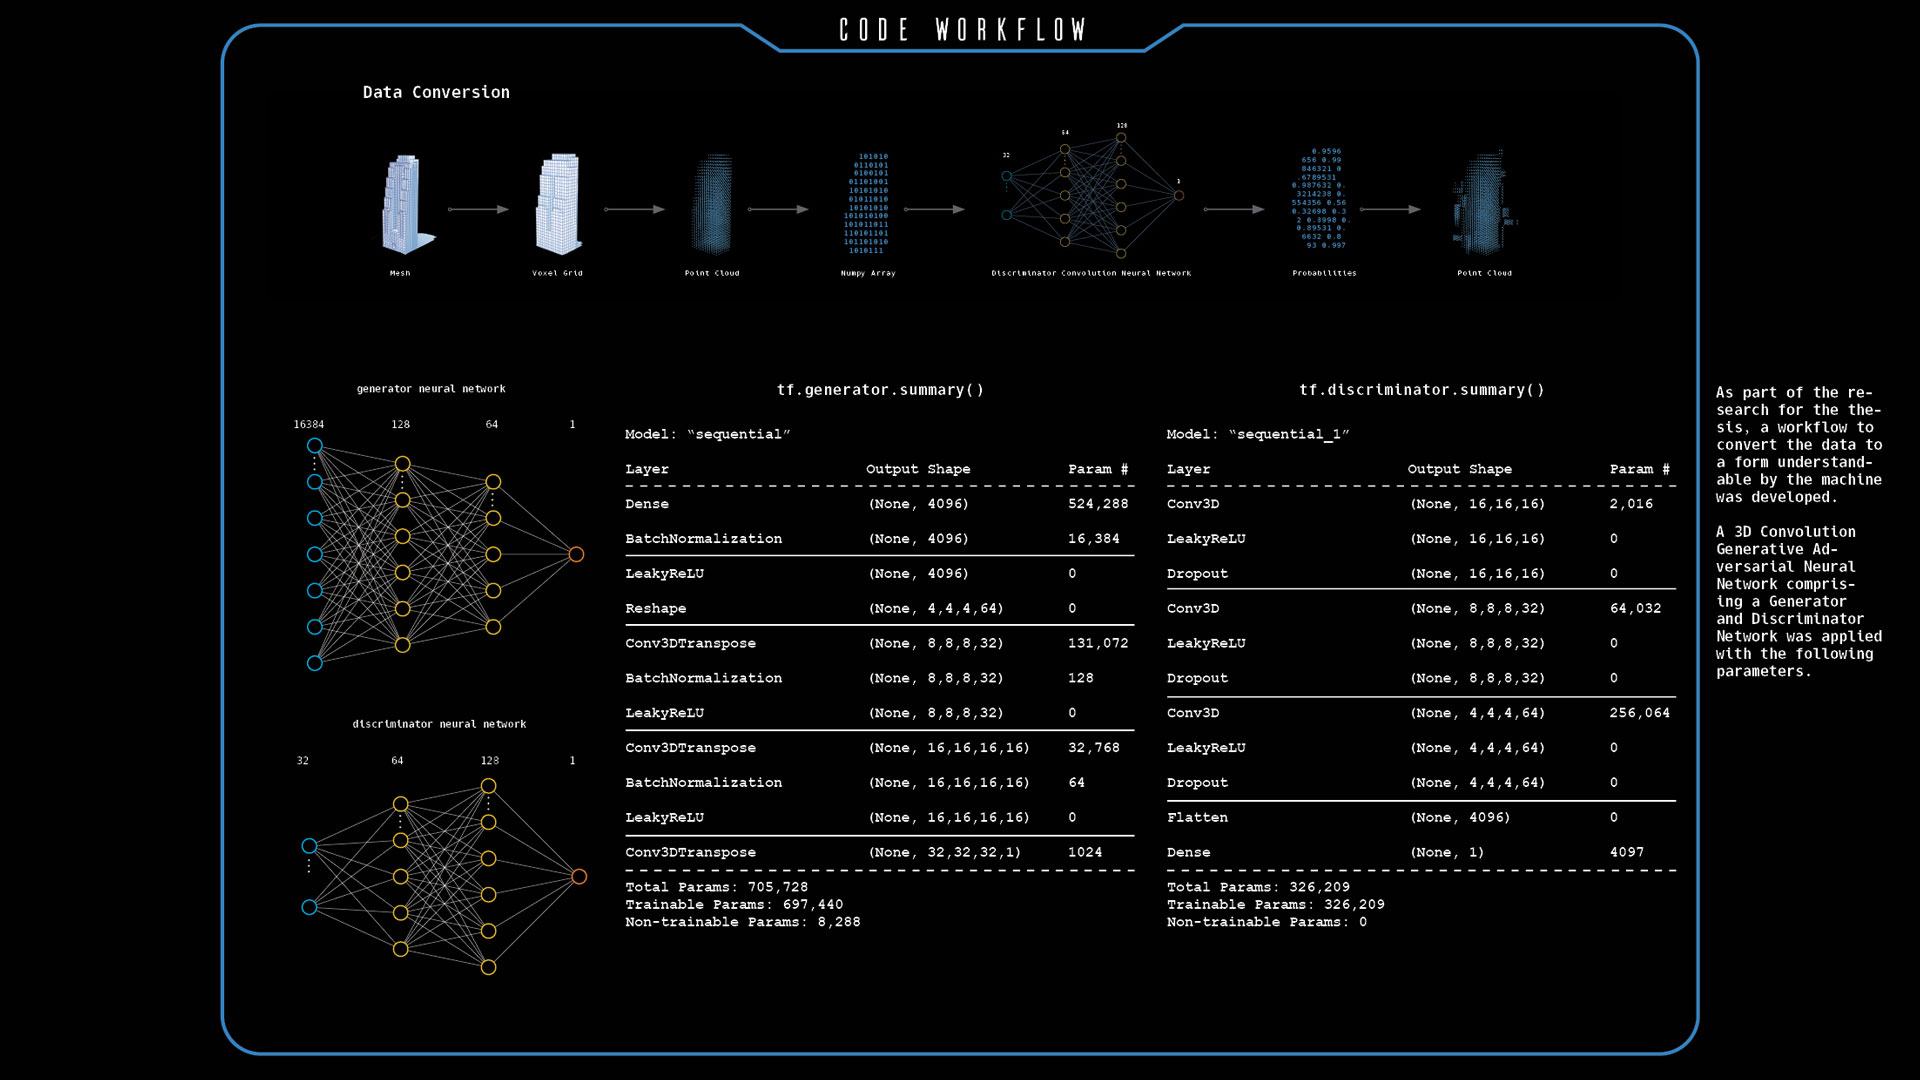 CODE WORKFLOW
Data Conversion
32
64
128
1
101010
0110101
0100101
01101001
10101010
01011010
10101010
101010100
101011011
110101101
101101010
1010111
0.9596
656 0.99
846321 0
.6789531
0.987632 0.
3214238 0.
554356 0.56
0.32698 0.3
2 0.8998 0.
0.89531 0.
6632 0.8
93 0.997
Mesh
Voxel Grid
Point Cloud
Numpy Array
Discriminator Convolution Neural Network
Probabilities
Point Cloud
generator neural network
16384 128 64 1
discriminator neural network
32 64 128 1
tf.generator.summary()
Model: “sequential”
Layer Output Shape Param #
Dense (None, 4096) 524,288
BatchNormalization (None, 4096) 16,384
LeakyReLU (None, 4096) 0
Reshape (None, 4,4,4,64) 0
Conv3DTranspose (None, 8,8,8,32) 131,072
BatchNormalization (None, 8,8,8,32) 128
LeakyReLU (None, 8,8,8,32) 0
Conv3DTranspose (None, 16,16,16,16) 32,768
BatchNormalization (None, 16,16,16,16) 64
LeakyReLU (None, 16,16,16,16) 0
Conv3DTranspose (None, 32,32,32,1) 1024
Total Params: 705,728
Trainable Params: 697,440
Non-trainable Params: 8,288
tf.discriminator.summary()
Model: “sequential_1”
Layer Output Shape Param #
Conv3D (None, 16,16,16) 2,016
LeakyReLU (None, 16,16,16) 0
Dropout (None, 16,16,16) 0
Conv3D (None, 8,8,8,32) 64,032
LeakyReLU (None, 8,8,8,32) 0
Dropout (None, 8,8,8,32) 0
Conv3D (None, 4,4,4,64) 256,064
LeakyReLU (None, 4,4,4,64) 0
Dropout (None, 4,4,4,64) 0
Flatten (None, 4096) 0
Dense (None, 1) 4097
Total Params: 326,209
Trainable Params: 326,209
Non-trainable Params: 0
As part of the re-
search for the the-
sis, a workflow to
convert the data to
a form understand-
able by the machine
was developed.
A 3D Convolution
Generative Ad-
versarial Neural
Network compris-
ing a Generator
and Discriminator
Network was applied
with the following
parameters.